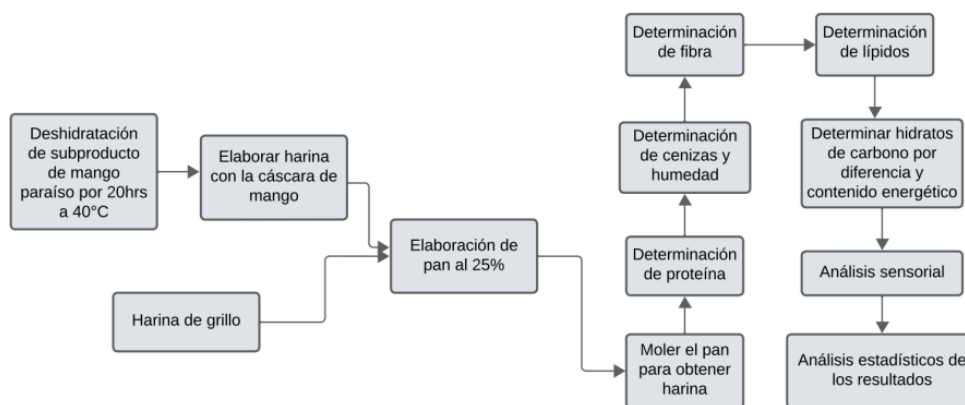 Deshidratación
de subproducto
de mango
paraíso por 20hrs
a 40°C
Elaborar harina
con la cáscara de
mango
Harina de grillo
Elaboración de
pan al 25%
Moler el pan
para obtener
harina
Determinación
de proteína
Determinación
de cenizas y
humedad
Determinación
de fibra
Determinación
de lípidos
Determinar hidratos
de carbono por
diferencia y
contenido energético
Análisis sensorial
Análisis estadísticos de
los resultados